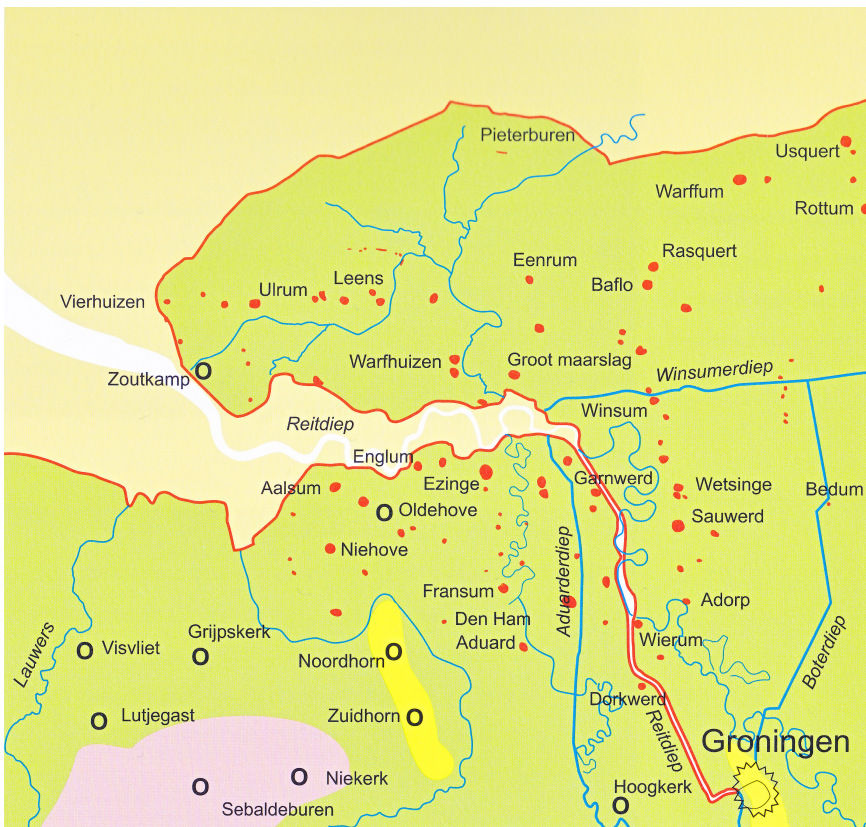 Pieterburen
Usquert
Warffum
Rottum
Rasquert
Eenrum
Baflo
Leens
Ulrum
Vierhuizen
Warfhuizen
Groot maarslag
Winsumerdiep
Zoutkamp
Winsum
Reitdiep
Englum
Ezinge
Garnwerd
Aalsum
Wetsinge
Bedum
Oldehove
Sauwerd
Niehove
Aduarderdiep
Fransum
Adorp
Den Ham
Aduard
Grijpskerk
Wierum
Visvliet
Lauwers
Noordhorn
Boterdiep
Dorkwerd
Lutjegast
Zuidhorn
Reitdiep
Groningen
Niekerk
Hoogkerk
Sebaldeburen